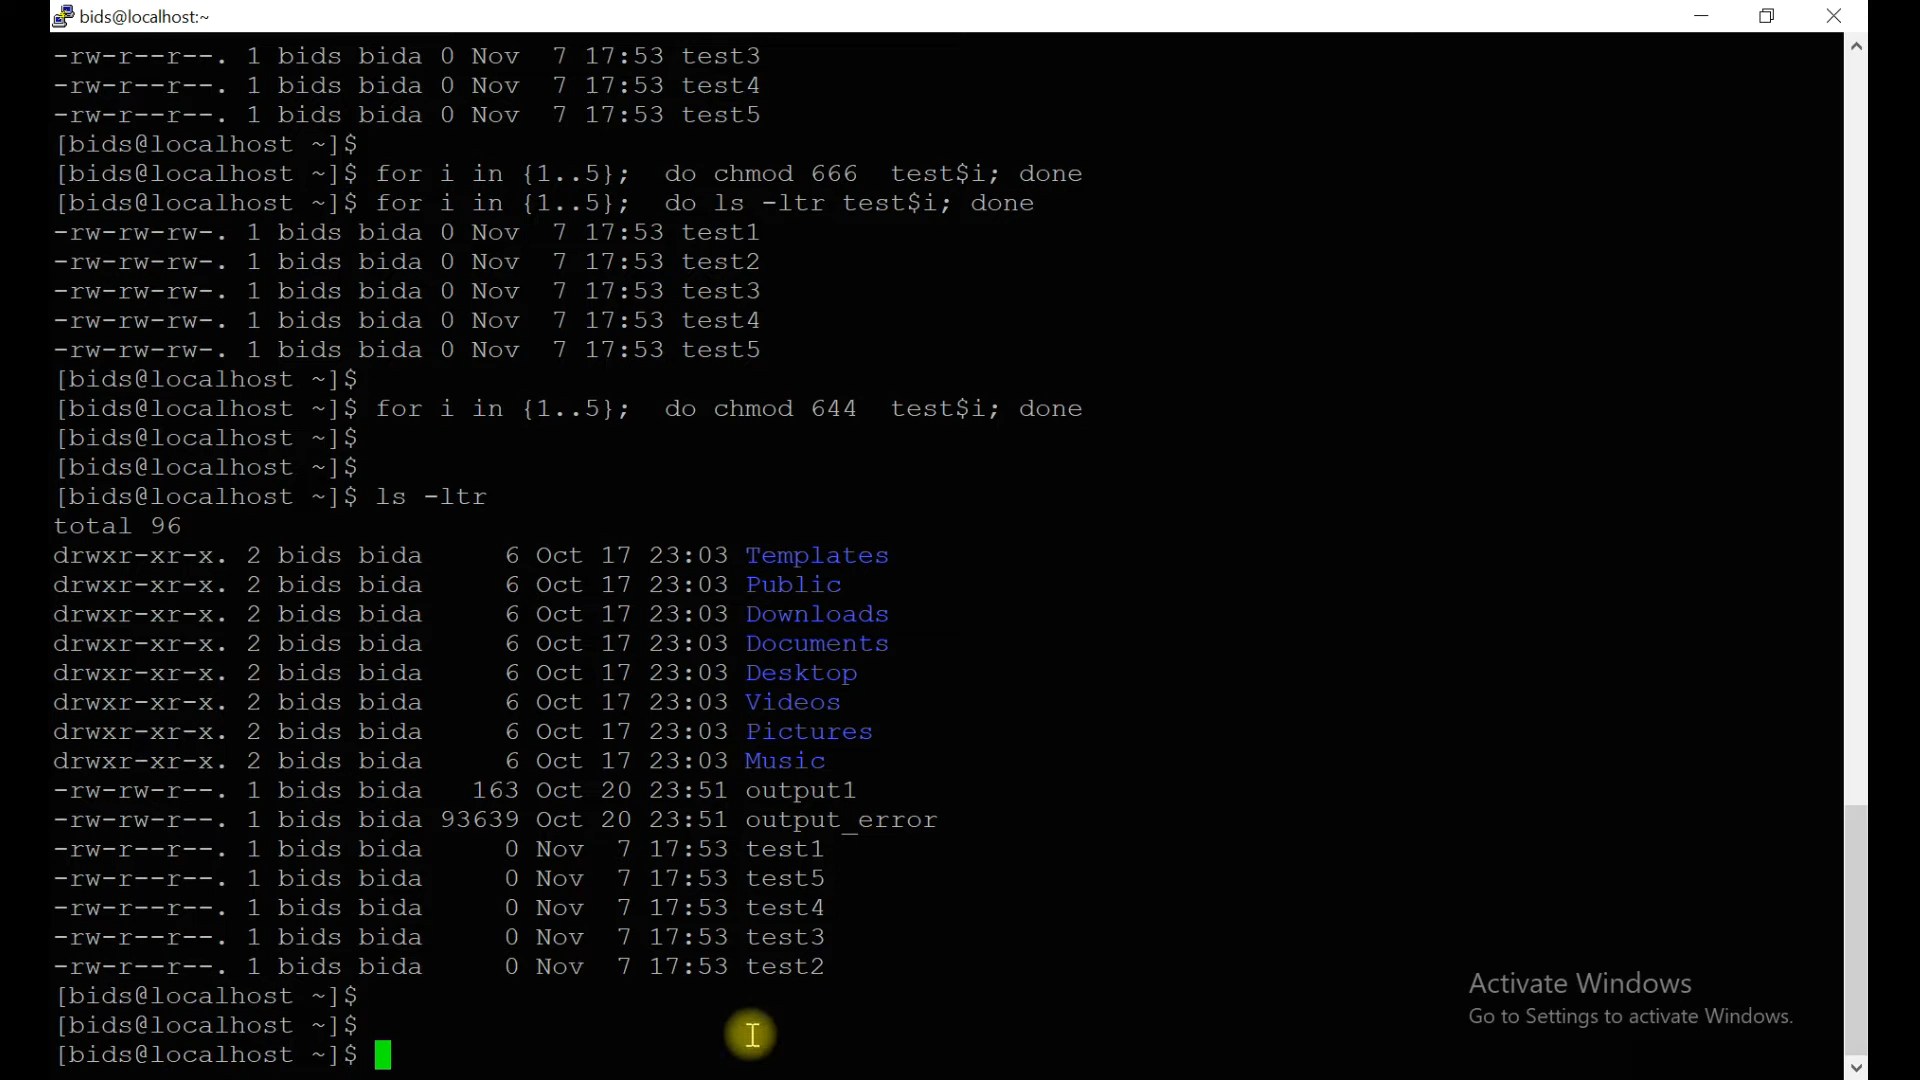 bids@localhost:~
-rw-r--r--. 1 bids bida 0 Nov  7 17:53 test3
-rw-r--r--. 1 bids bida 0 Nov  7 17:53 test4
-rw-r--r--. 1 bids bida 0 Nov  7 17:53 test5
[bids@localhost ~]$
[bids@localhost ~]$ for i in {1..5};  do chmod 666  test$i; done
[bids@localhost ~]$ for i in {1..5};  do ls -ltr test$i; done
-rw-rw-rw-. 1 bids bida 0 Nov  7 17:53 test1
-rw-rw-rw-. 1 bids bida 0 Nov  7 17:53 test2
-rw-rw-rw-. 1 bids bida 0 Nov  7 17:53 test3
-rw-rw-rw-. 1 bids bida 0 Nov  7 17:53 test4
-rw-rw-rw-. 1 bids bida 0 Nov  7 17:53 test5
[bids@localhost ~]$
[bids@localhost ~]$ for i in {1..5};  do chmod 644  test$i; done
[bids@localhost ~]$
[bids@localhost ~]$
[bids@localhost ~]$ ls -ltr
total 96
drwxr-xr-x. 2 bids bida     6 Oct 17 23:03 Templates
drwxr-xr-x. 2 bids bida     6 Oct 17 23:03 Public
drwxr-xr-x. 2 bids bida     6 Oct 17 23:03 Downloads
drwxr-xr-x. 2 bids bida     6 Oct 17 23:03 Documents
drwxr-xr-x. 2 bids bida     6 Oct 17 23:03 Desktop
drwxr-xr-x. 2 bids bida     6 Oct 17 23:03 Videos
drwxr-xr-x. 2 bids bida     6 Oct 17 23:03 Pictures
drwxr-xr-x. 2 bids bida     6 Oct 17 23:03 Music
-rw-rw-r--. 1 bids bida   163 Oct 20 23:51 output1
-rw-rw-r--. 1 bids bida 93639 Oct 20 23:51 output_error
-rw-r--r--. 1 bids bida     0 Nov  7 17:53 test1
-rw-r--r--. 1 bids bida     0 Nov  7 17:53 test5
-rw-r--r--. 1 bids bida     0 Nov  7 17:53 test4
-rw-r--r--. 1 bids bida     0 Nov  7 17:53 test3
-rw-r--r--. 1 bids bida     0 Nov  7 17:53 test2
[bids@localhost ~]$
[bids@localhost ~]$
[bids@localhost ~]$
Activate Windows
Go to Settings to activate Windows.